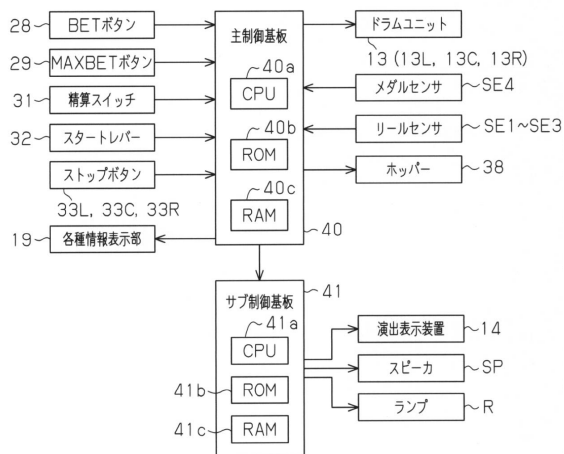 28
BETボタン
29
MAXBETボタン
31
精算スイッチ
32
スタートレバー
ストップボタン
33L, 33C, 33R
19
各種情報表示部
主制御基板
40a
CPU
40b
ROM
40c
RAM
40
ドラムユニット
13 (13L, 13C, 13R)
メダルセンサ
SE4
リールセンサ
SE1~SE3
ホッパー
38
サブ制御基板
41
41a
CPU
41b
ROM
41c
RAM
演出表示装置
14
スピーカ
SP
ランプ
R